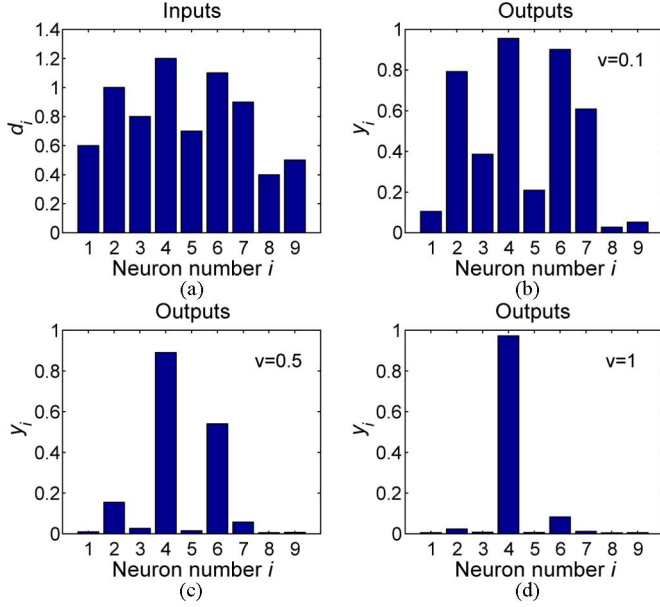 Inputs
d_i
1.4
1.2
1
0.8
0.6
0.4
0.2
0
1 2 3 4 5 6 7 8 9
Neuron number i
(a)
Outputs
y_i
v=0.1
1
0.8
0.6
0.4
0.2
0
1 2 3 4 5 6 7 8 9
Neuron number i
(b)
Outputs
y_i
v=0.5
1
0.8
0.6
0.4
0.2
0
1 2 3 4 5 6 7 8 9
Neuron number i
(c)
Outputs
y_i
v=1
1
0.8
0.6
0.4
0.2
0
1 2 3 4 5 6 7 8 9
Neuron number i
(d)